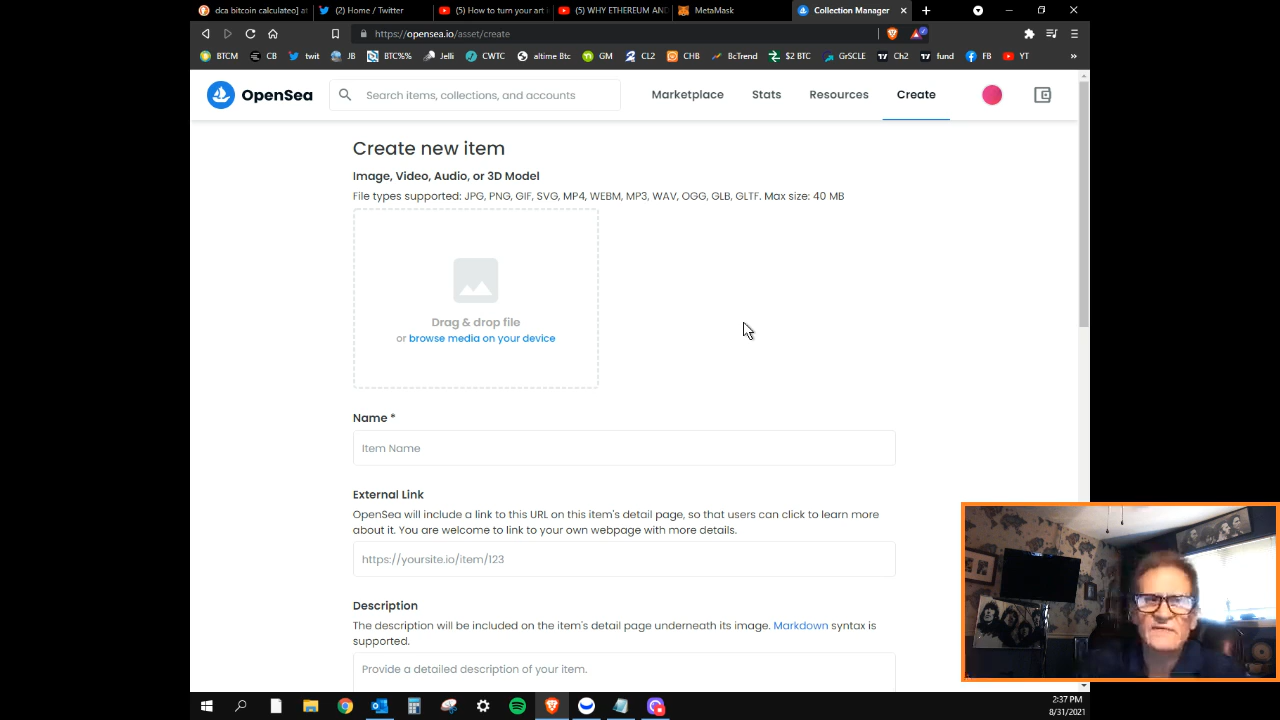 dca bitcoin calculateo] at
(2) Home / Twitter
(5) How to turn your art i
(5) WHY ETHEREUM AND
MetaMask
Collection Manager
https://opensea.io/asset/create
BTCM
CB
twit
JB
BTC%%
Jelli
CWTC
altime Btc
GM
CL2
CHB
BcTrend
$2 BTC
GrSCLE
Ch2
fund
FB
YT
OpenSea
Search items, collections, and accounts
Marketplace
Stats
Resources
Create
Create new item
Image, Video, Audio, or 3D Model
File types supported: JPG, PNG, GIF, SVG, MP4, WEBM, MP3, WAV, OGG, GLB, GLTF. Max size: 40 MB
Drag & drop file
or browse media on your device
Name *
Item Name
External Link
OpenSea will include a link to this URL on this item's detail page, so that users can click to learn more
about it. You are welcome to link to your own webpage with more details.
https://yoursite.io/item/123
Description
The description will be included on the item's detail page underneath its image. Markdown syntax is
supported.
Provide a detailed description of your item.
2:37 PM
8/31/2021